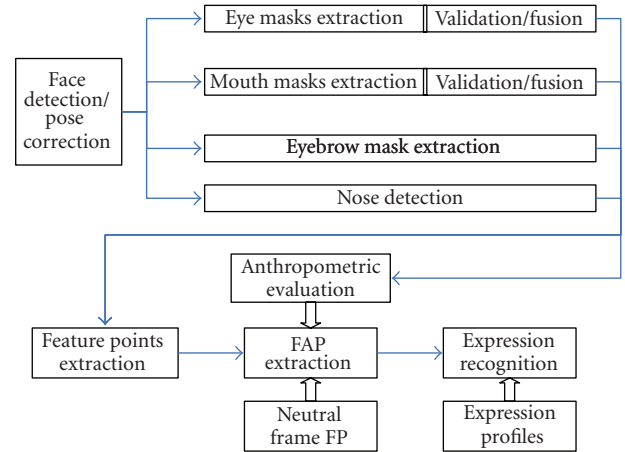 Eye masks extraction Validation/fusion
Face
detection/
pose
correction
Mouth masks extraction Validation/fusion
Eyebrow mask extraction
Nose detection
Anthropometric
evaluation
Feature points
extraction
FAP
extraction
Expression
recognition
Neutral
frame FP
Expression
profiles